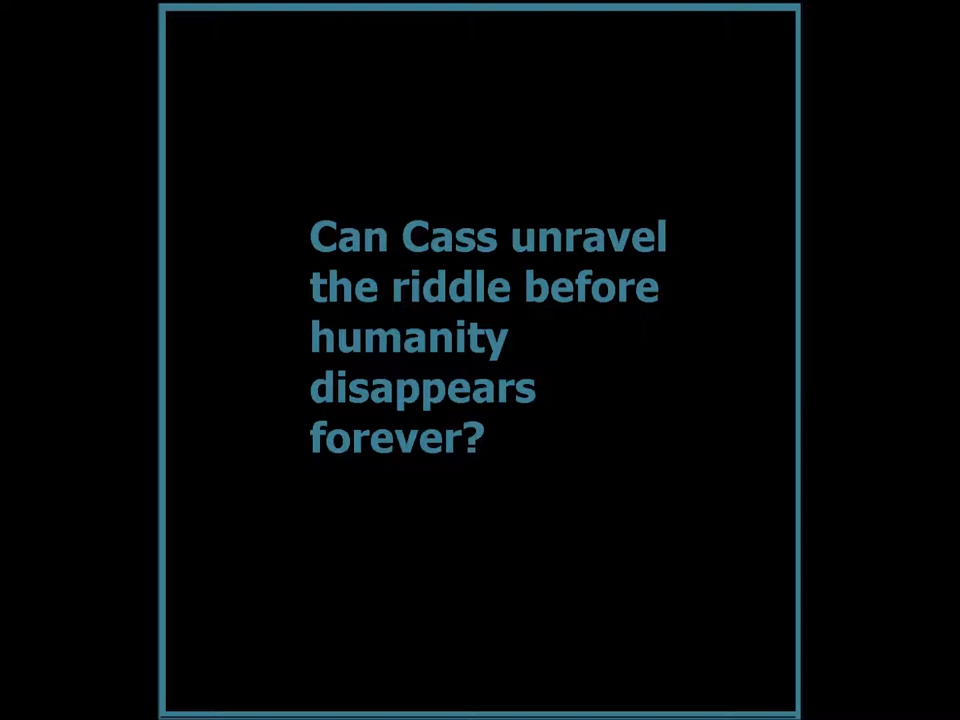 Can Cass unravel
the riddle before
humanity
disappears
forever?